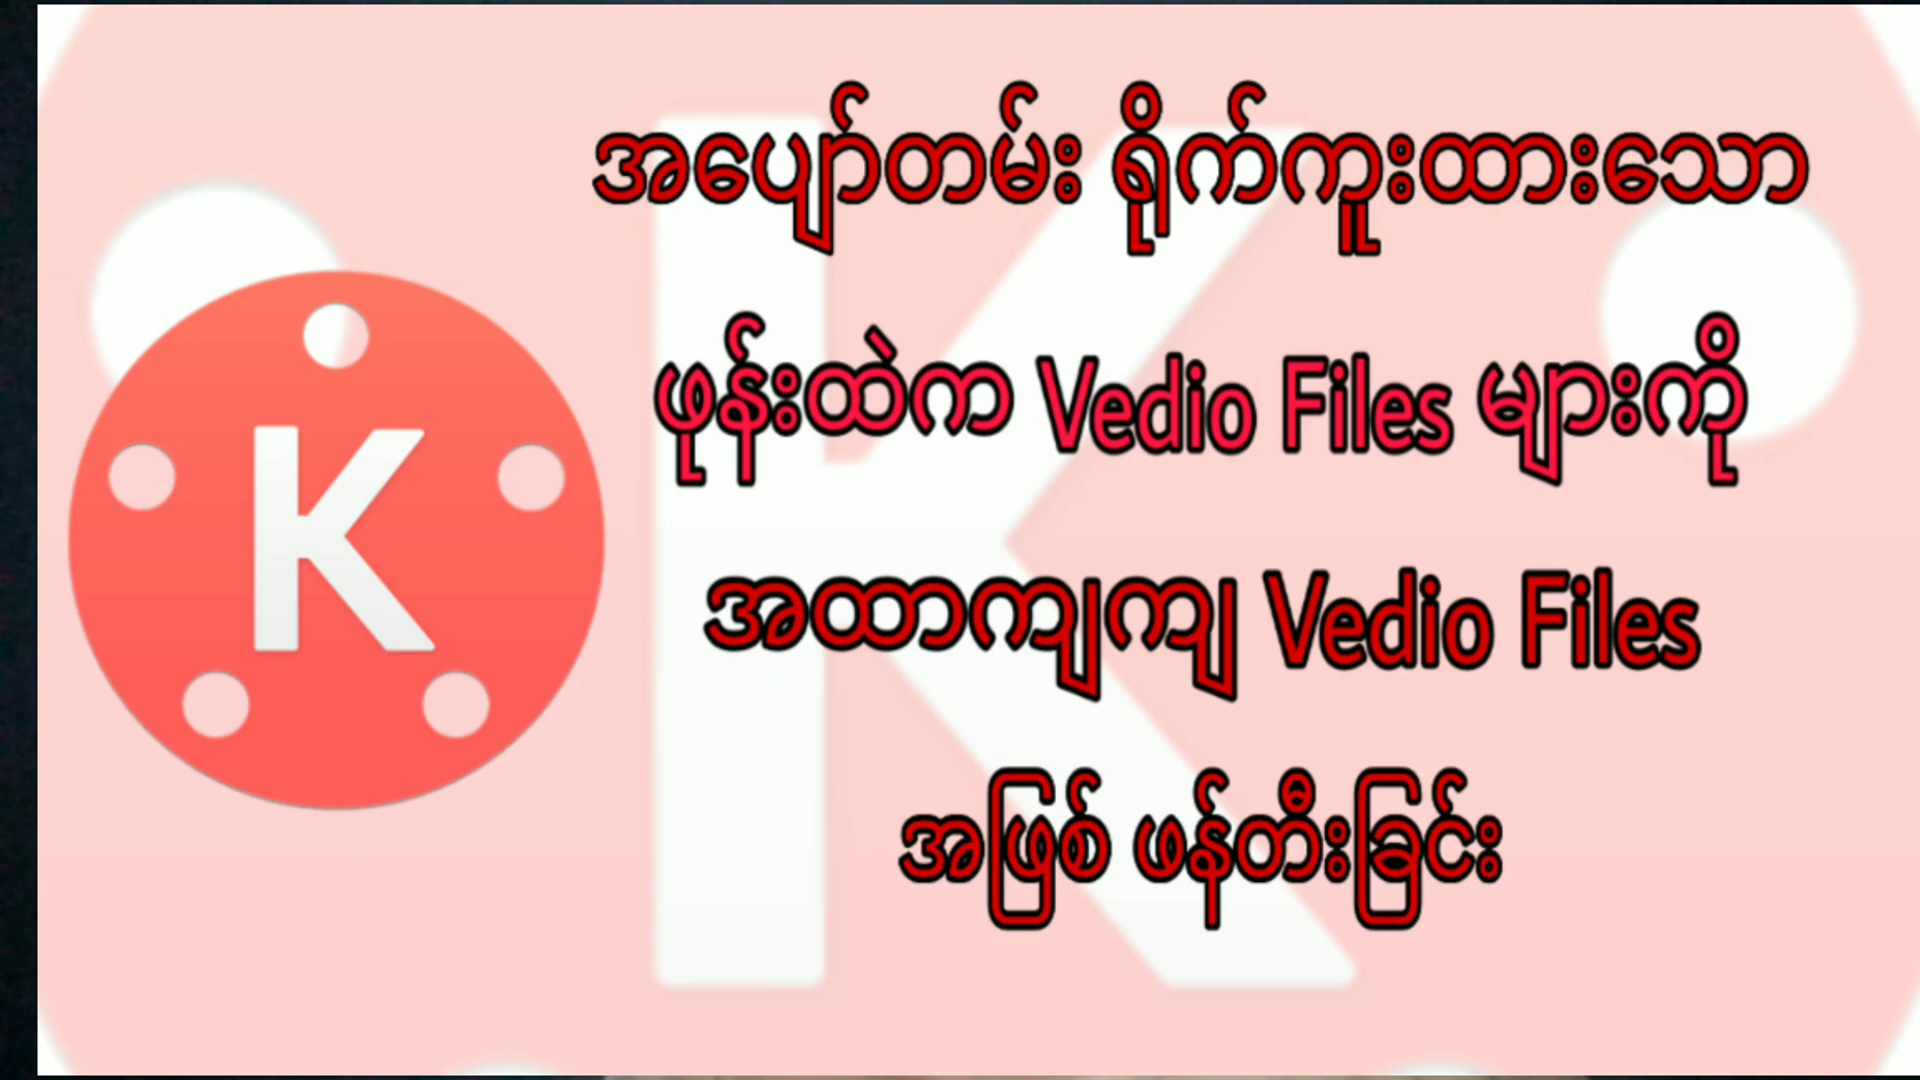 အပျော်တမ်း ရိုက်ကူးထားသော
ဖုန်းထဲက Vedio Files များကို
K
အထာကျကျ Vedio Files
အဖြစ် ဖန်တီးခြင်း